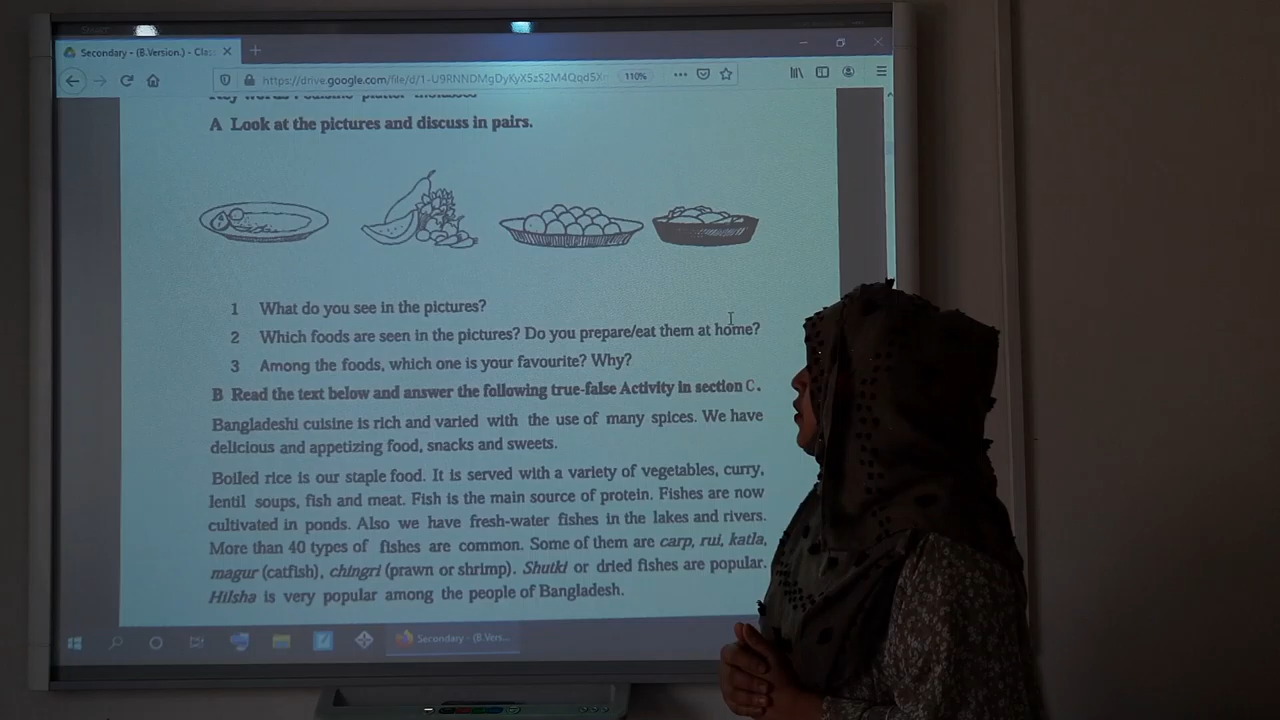 SMART
Secondary - (B.Version.) - Clas
https://drive.google.com/file/d/1-U9RNNDMgDyKyX5zS2M4Qqd5X
110%
Key words : cuisine platter molasses
A Look at the pictures and discuss in pairs.
1 What do you see in the pictures?
2 Which foods are seen in the pictures? Do you prepare/eat them at home?
3 Among the foods, which one is your favourite? Why?
B Read the text below and answer the following true-false Activity in section C.
Bangladeshi cuisine is rich and varied with the use of many spices. We have
delicious and appetizing food, snacks and sweets.
Boiled rice is our staple food. It is served with a variety of vegetables, curry,
lentil soups, fish and meat. Fish is the main source of protein. Fishes are now
cultivated in ponds. Also we have fresh-water fishes in the lakes and rivers.
More than 40 types of fishes are common. Some of them are carp, rui, katla,
magur (catfish), chingri (prawn or shrimp). Shutki or dried fishes are popular.
Hilsha is very popular among the people of Bangladesh.
Secondary - (B.Vers...